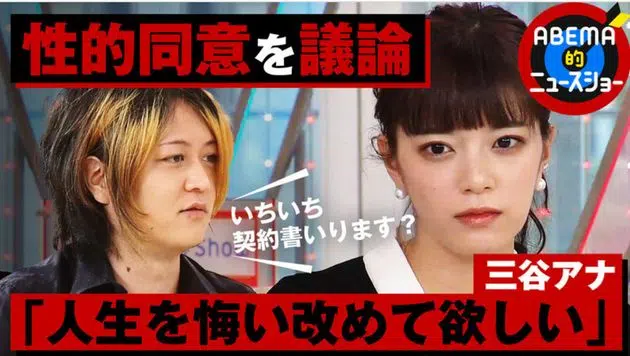 性的同意を議論
ABEMA
的
ニュースショー
いちいち
契約書いります？
Show
三谷アナ
「人生を悔い改めて欲しい」